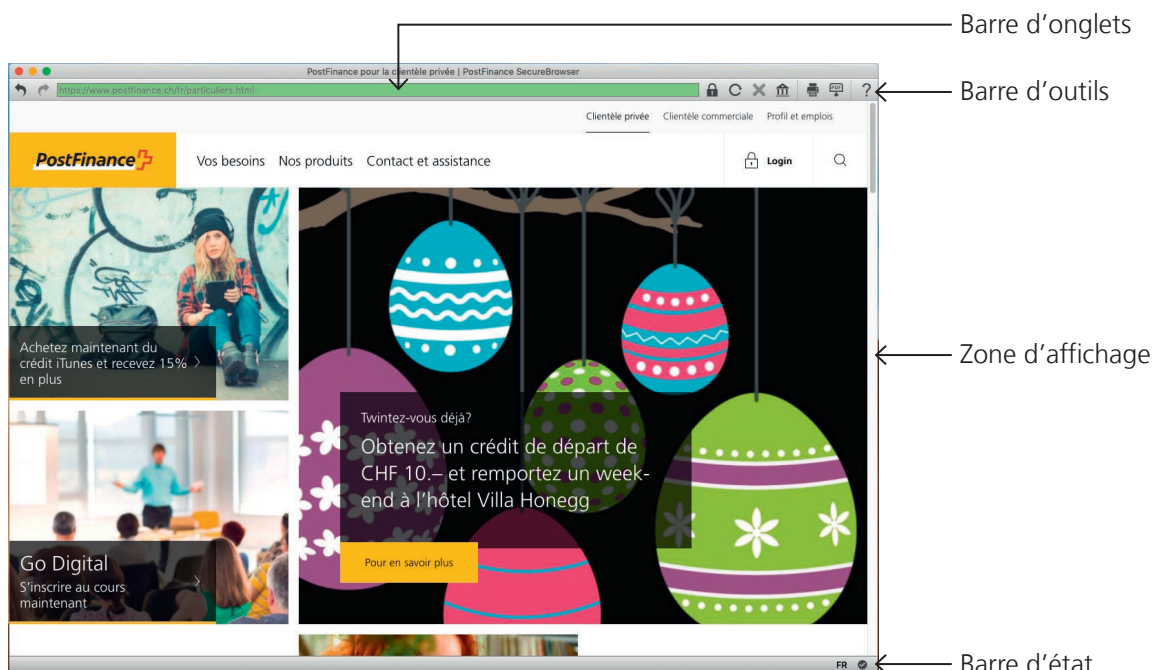 Barre d’onglets
PostFinance pour la clientèle privée | PostFinance SecureBrowser
https://www.postfinance.ch/fr/particuliers.html
PDF
?
Barre d’outils
Clientèle privée Clientèle commerciale Profil et emplois
PostFinance
Vos besoins Nos produits Contact et assistance
Login
Achetez maintenant du
crédit iTunes et recevez 15%
en plus
Zone d’affichage
Twintez-vous déjà?
Obtenez un crédit de départ de
CHF 10.– et remportez un week-
end à l’hôtel Villa Honegg
Pour en savoir plus
Go Digital
S’inscrire au cours
maintenant
FR
Barre d’état